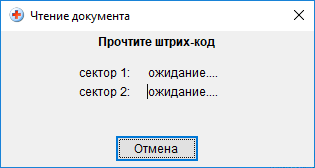 Чтение документа
Прочтите штрих-код
сектор 1: ожидание....
сектор 2: ожидание....
Отмена